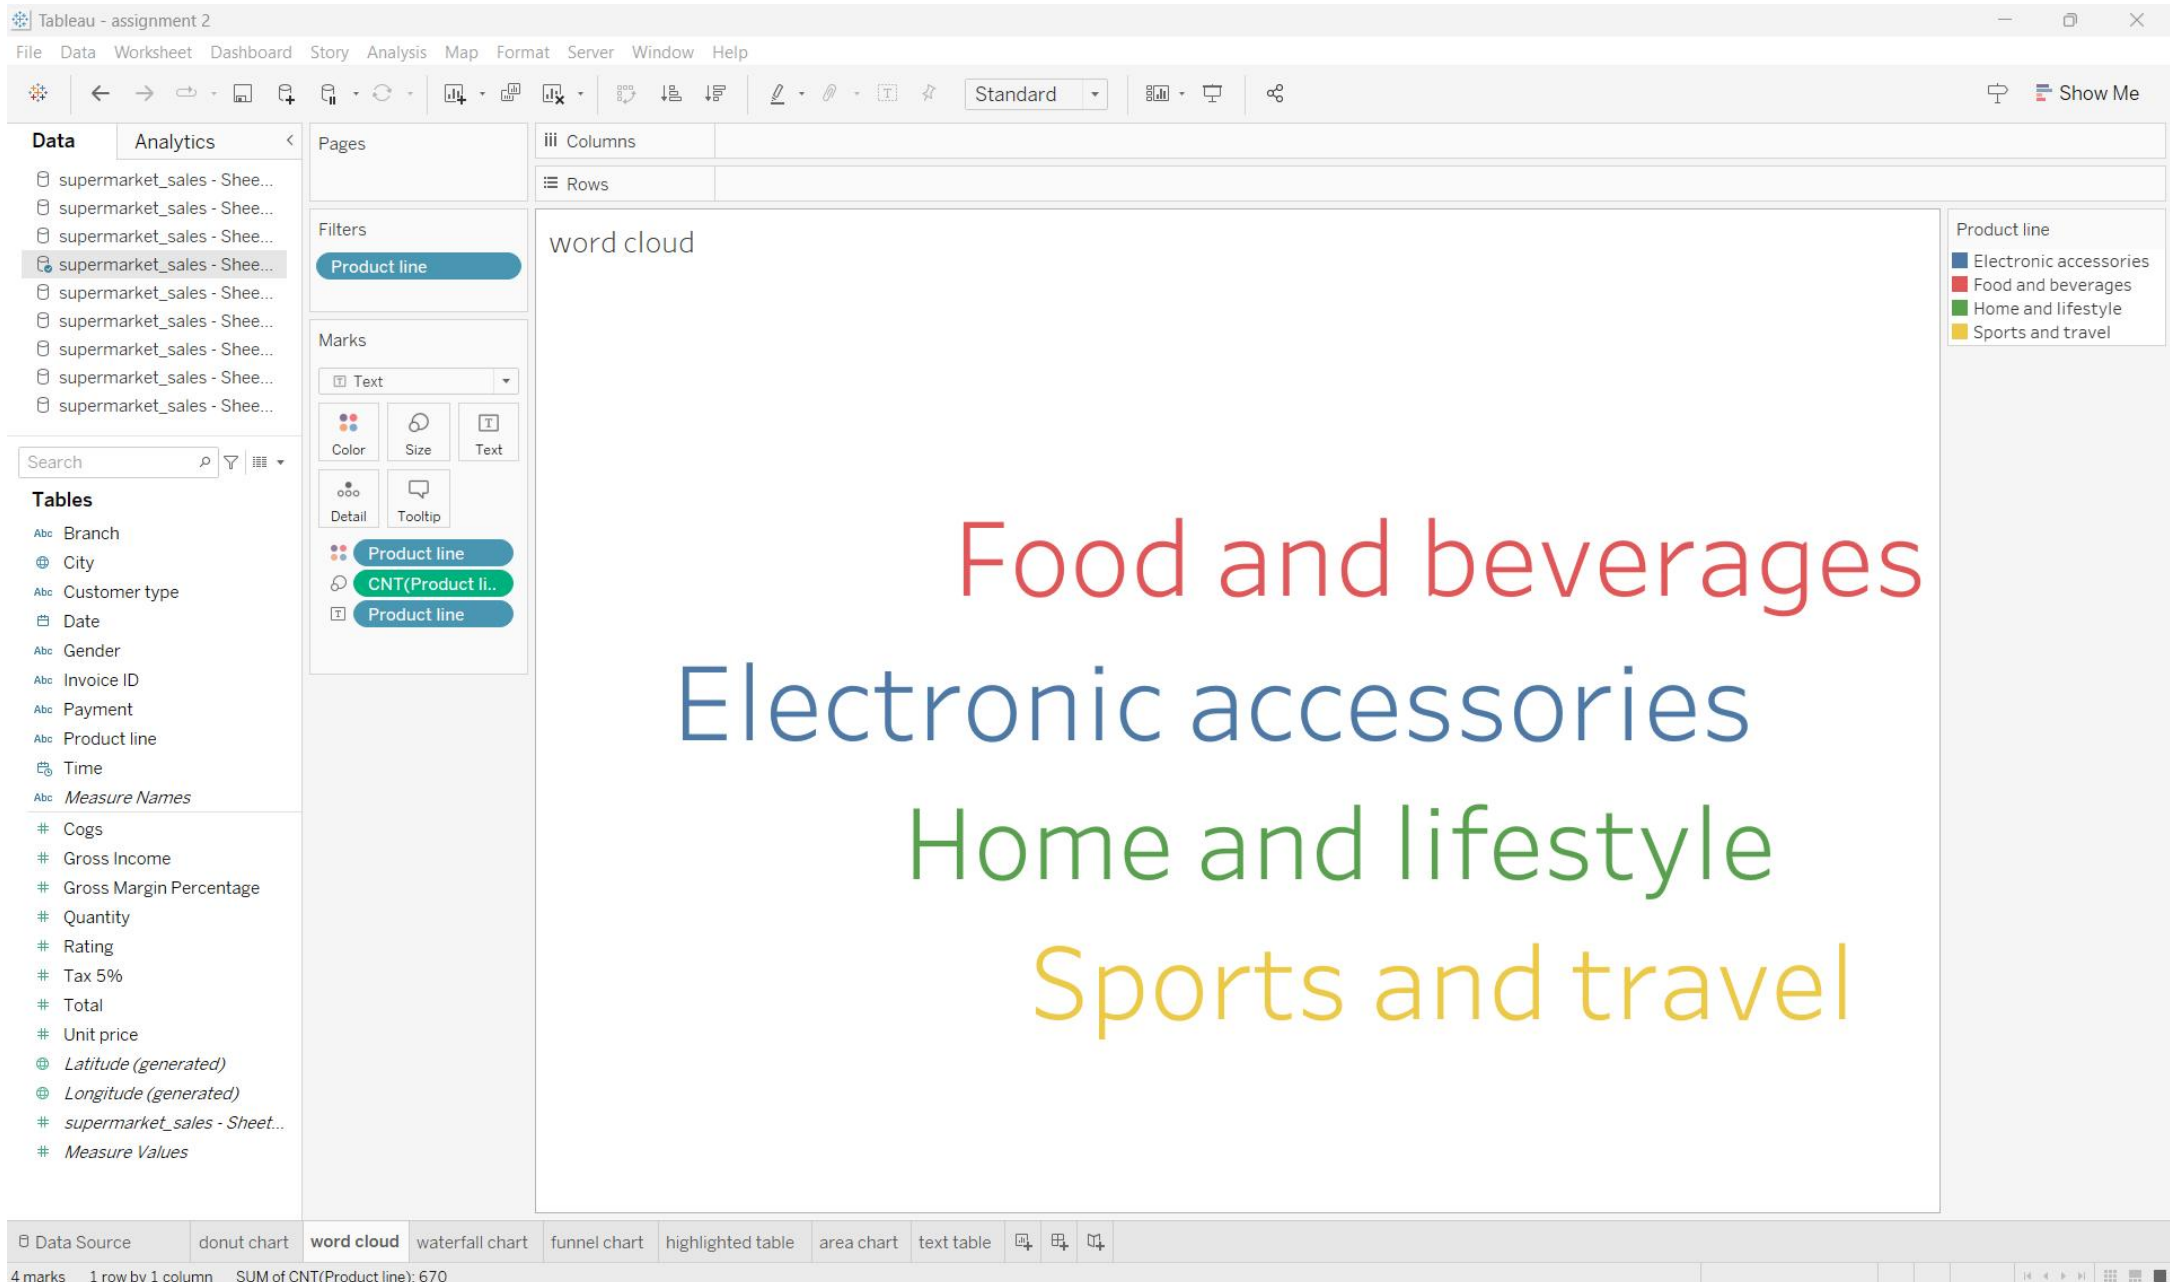 Tableau - assignment 2
File Data Worksheet Dashboard Story Analysis Map Format Server Window Help
Standard
Show Me
Data Analytics
supermarket_sales - Shee...
supermarket_sales - Shee...
supermarket_sales - Shee...
supermarket_sales - Shee...
supermarket_sales - Shee...
supermarket_sales - Shee...
supermarket_sales - Shee...
supermarket_sales - Shee...
supermarket_sales - Shee...
Search
Tables
Abc Branch
City
Abc Customer type
Date
Abc Gender
Abc Invoice ID
Abc Payment
Abc Product line
Time
Abc Measure Names
# Cogs
# Gross Income
# Gross Margin Percentage
# Quantity
# Rating
# Tax 5%
# Total
# Unit price
Latitude (generated)
Longitude (generated)
# supermarket_sales - Sheet...
# Measure Values
Pages
Filters
Product line
Marks
T Text
Color Size T Text
Detail Tooltip
Product line
CNT(Product li..
T Product line
iii Columns
Rows
word cloud
Food and beverages
Electronic accessories
Home and lifestyle
Sports and travel
Product line
Electronic accessories
Food and beverages
Home and lifestyle
Sports and travel
Data Source donut chart word cloud waterfall chart funnel chart highlighted table area chart text table
4 marks 1 row by 1 column SUM of CNT(Product line): 670